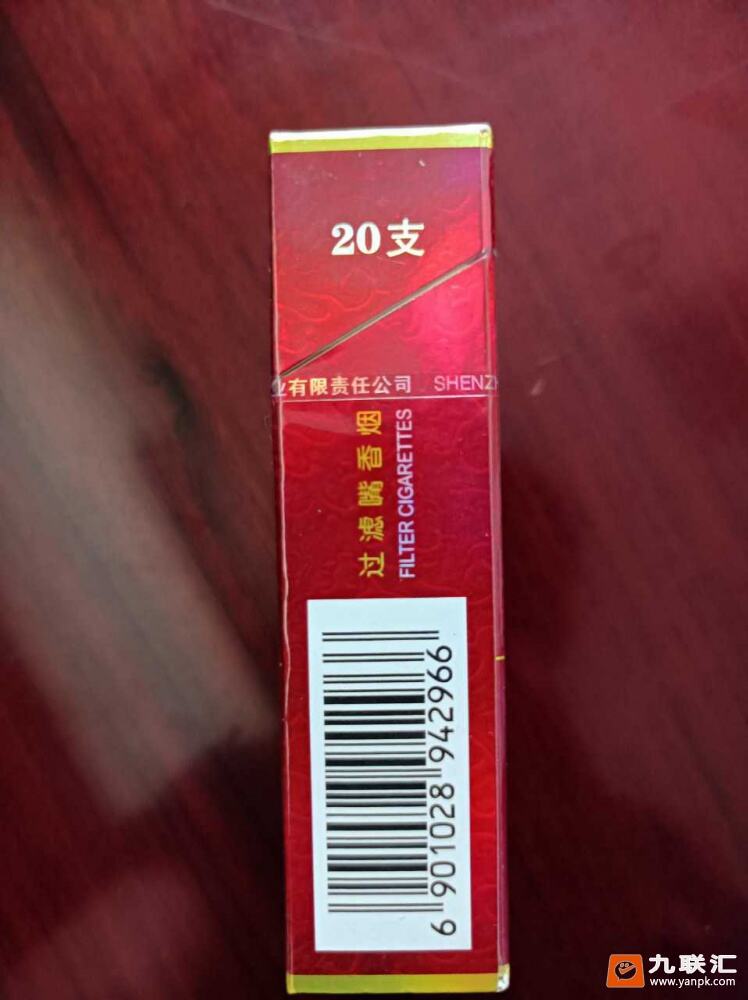 20支
业有限责任公司 SHENZH
过滤嘴香烟
FILTER CIGARETTES
6 901028 942966
九联汇
www.yanpk.com